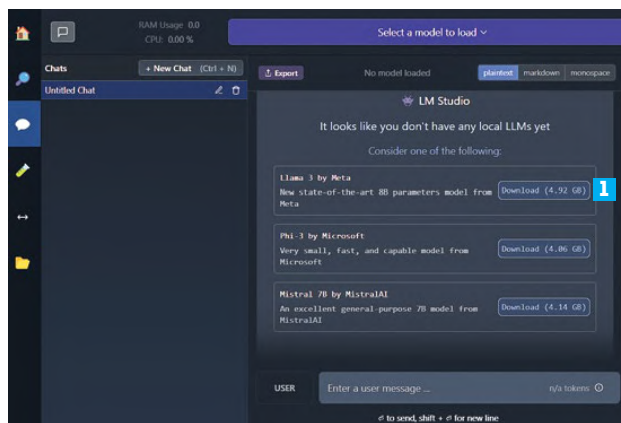 RAM Usage 0.0
CPU: 0.00 %
Select a model to load
Chats
+ New Chat (Ctrl + N)
Untitled Chat
Export
No model loaded
plaintext
markdown
monospace
LM Studio
It looks like you don't have any local LLMs yet
Consider one of the following:
Llama 3 by Meta
New state-of-the-art 8B parameters model from
Meta
Download (4.92 GB)
1
Phi-3 by Microsoft
Very small, fast, and capable model from
Microsoft
Download (4.06 GB)
Mistral 7B by MistralAI
An excellent general-purpose 7B model from
MistralAI
Download (4.14 GB)
USER
Enter a user message ...
n/a tokens
⏎ to send, shift + ⏎ for new line